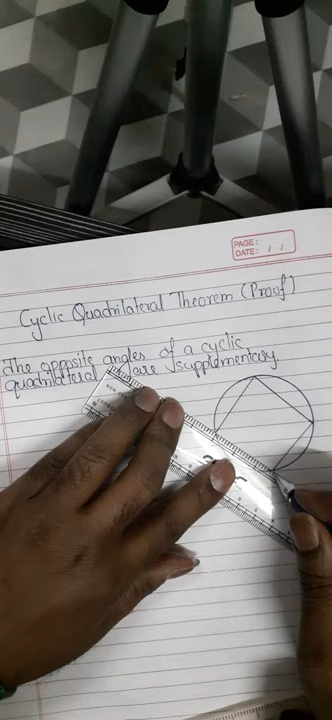 PAGE:
DATE: / /
Cyclic Quadrilateral Theorem (Proof)
The opposite angles of a cyclic
quadrilateral are supplementary.